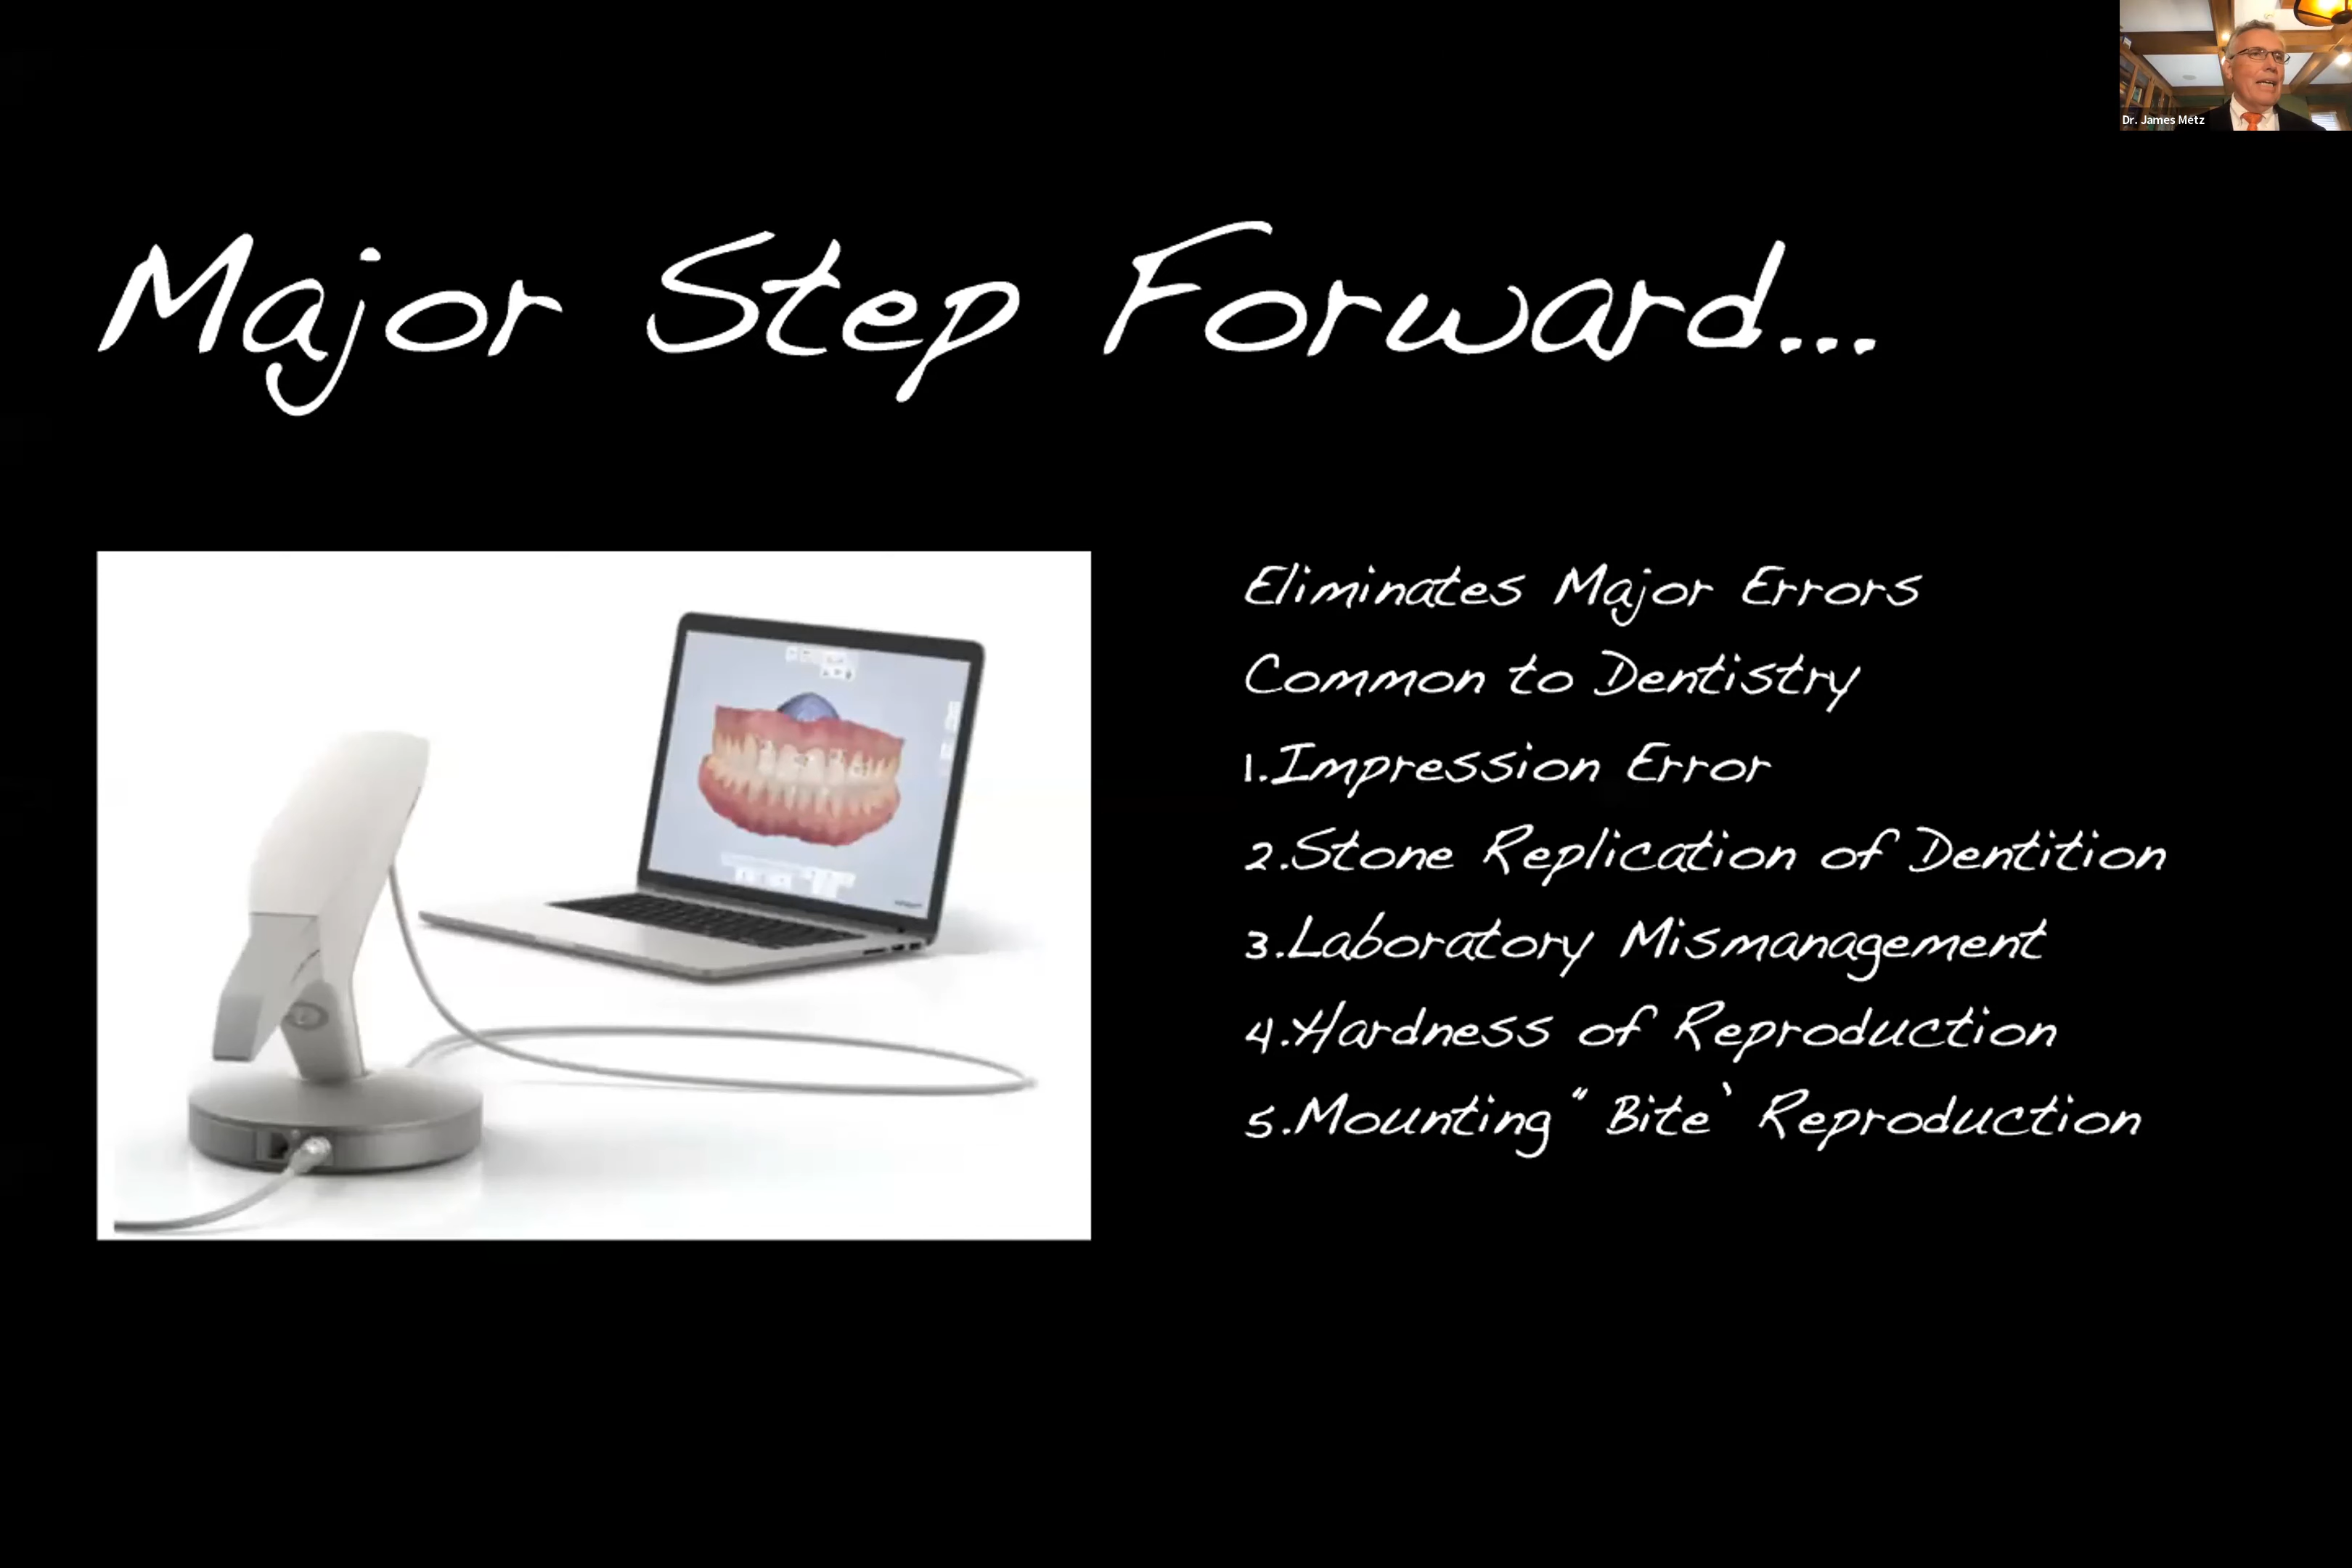 Dr. James Metz
Major Step Forward...
Eliminates Major Errors
Common to Dentistry
1.Impression Error
2.Stone Replication of Dentition
3.Laboratory Mismanagement
4.Hardness of Reproduction
5.Mounting " Bite` Reproduction